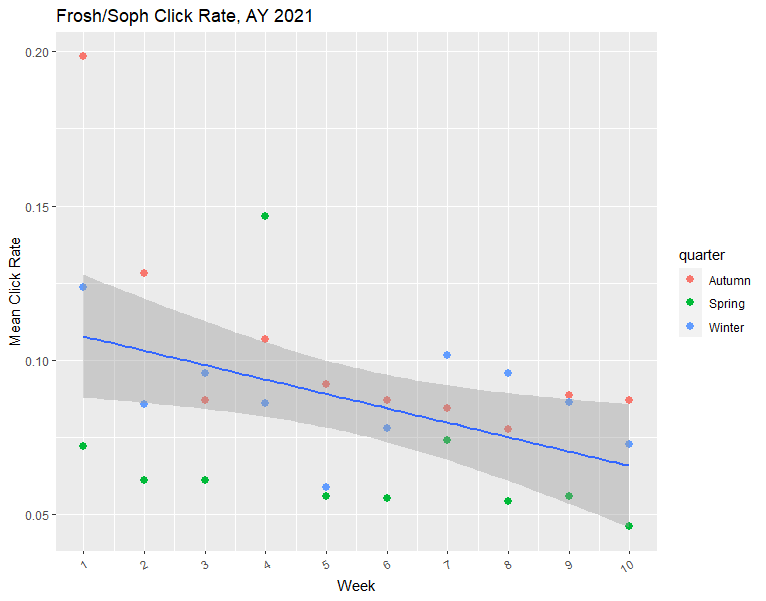 Frosh/Soph Click Rate, AY 2021
0.20
0.15
0.10
0.05
Mean Click Rate
1 2 3 4 5 6 7 8 9 10
Week
quarter
Autumn
Spring
Winter